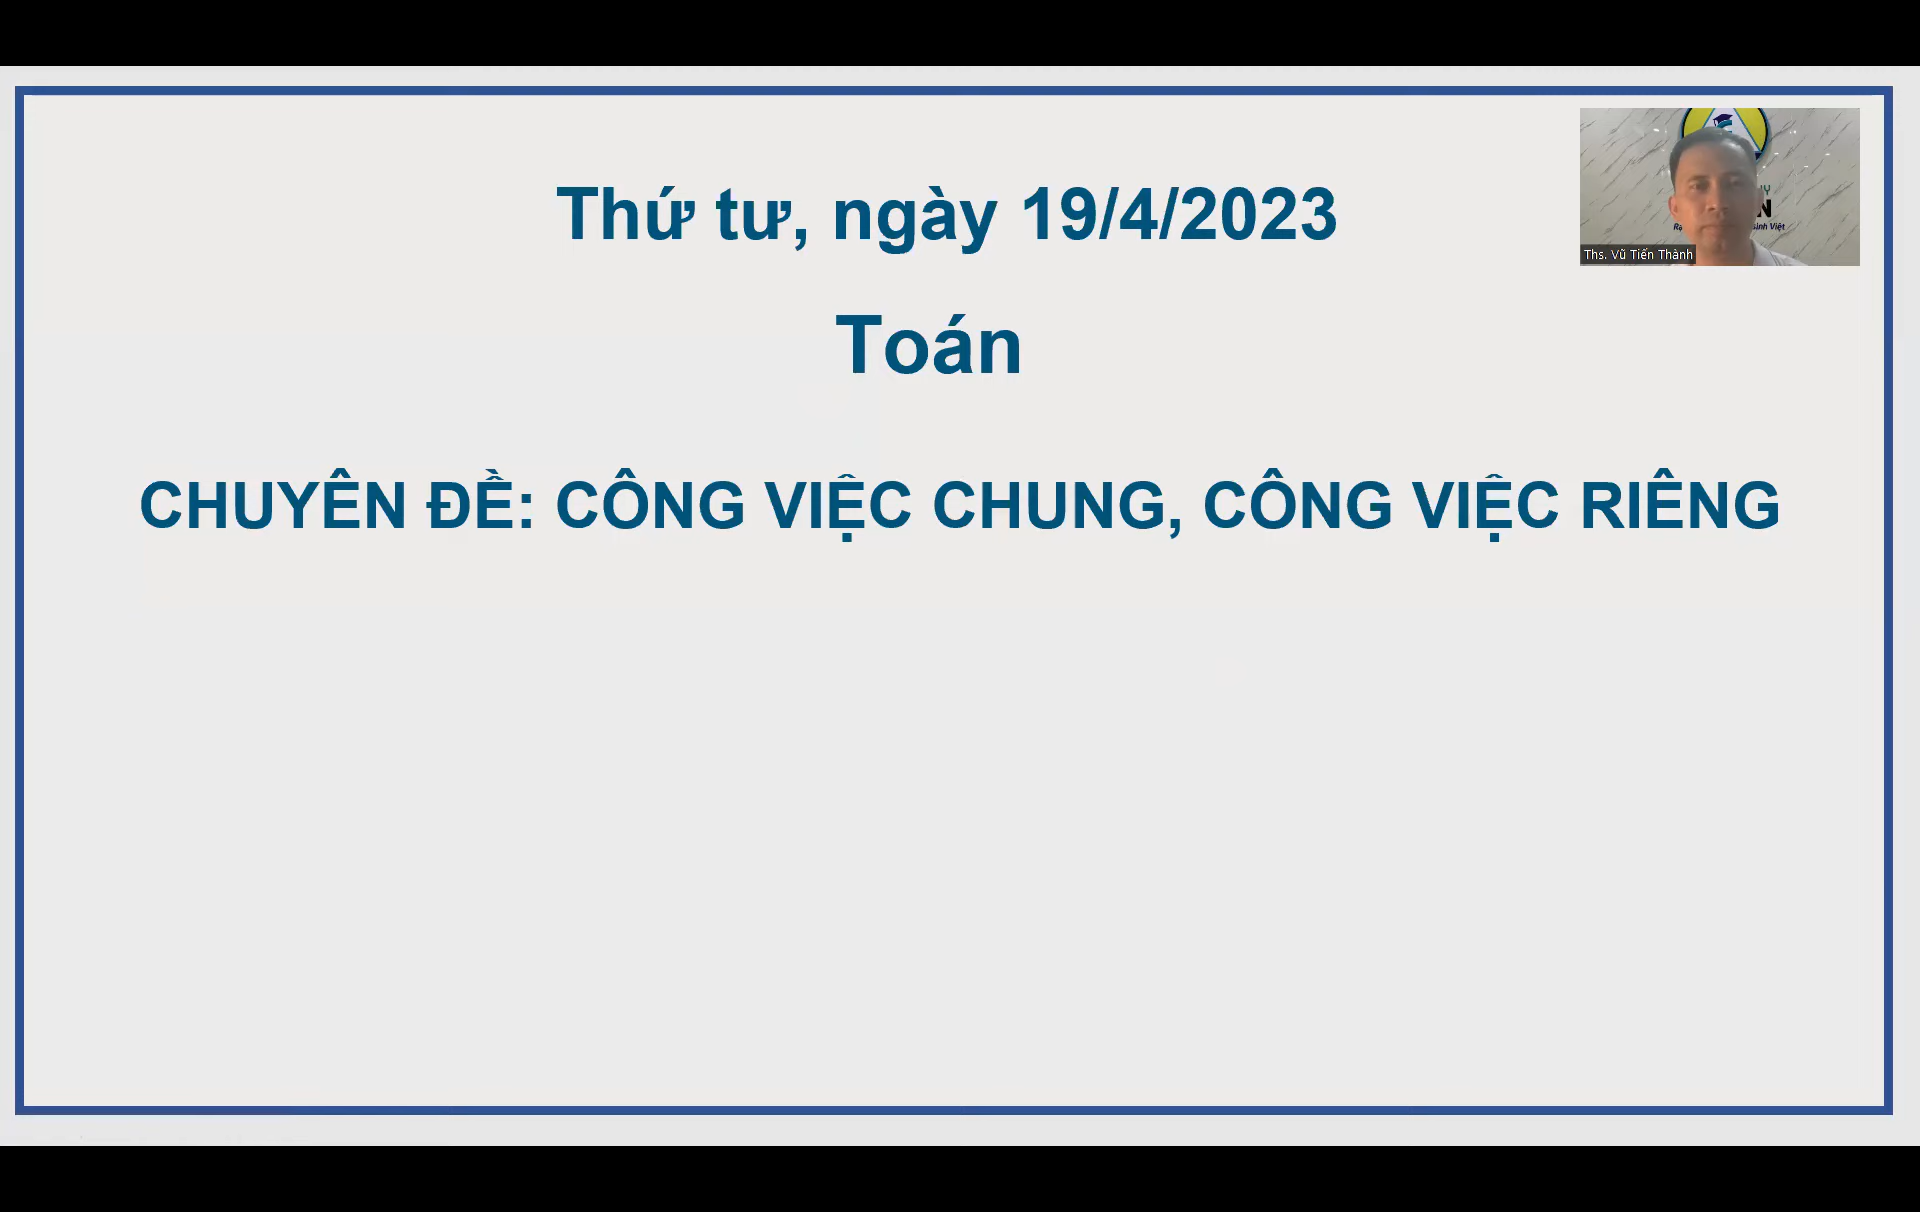 Thứ tư, ngày 19/4/2023
Toán
CHUYÊN ĐỀ: CÔNG VIỆC CHUNG, CÔNG VIỆC RIÊNG
Ths. Vũ Tiến Thành